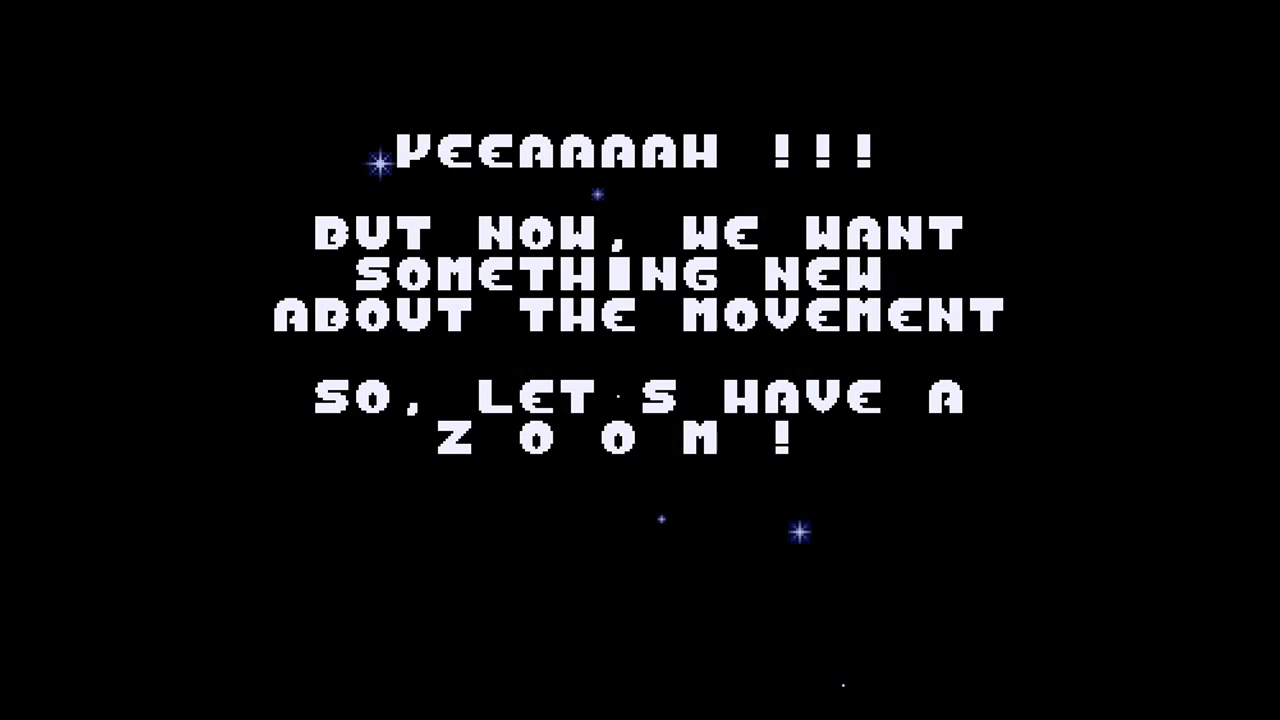 YEEAAAAH !!!
BUT NOW, WE WANT
SOMETHING NEW
ABOUT THE MOVEMENT
SO, LET S HAVE A
Z O O M !